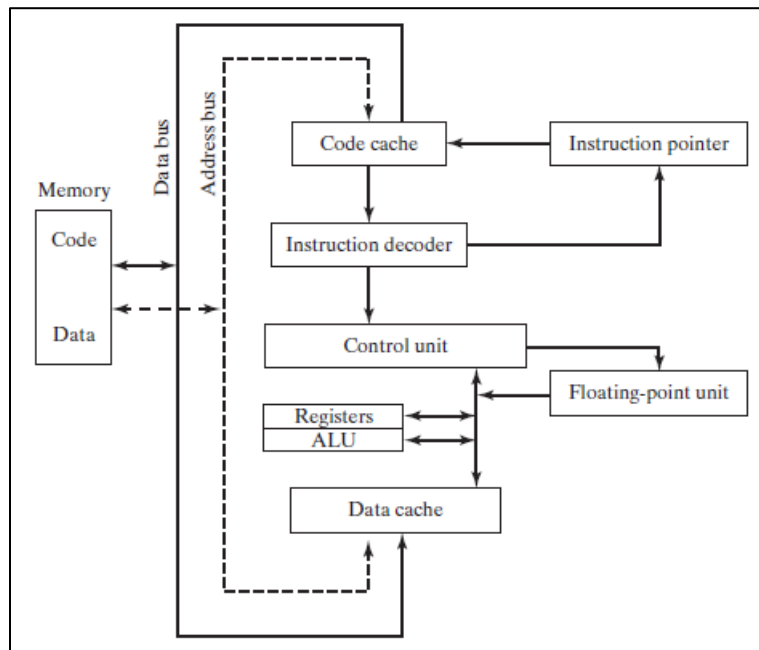 Data bus
Address bus
Code cache
Instruction pointer
Memory
Code
Instruction decoder
Data
Control unit
Floating-point unit
Registers
ALU
Data cache